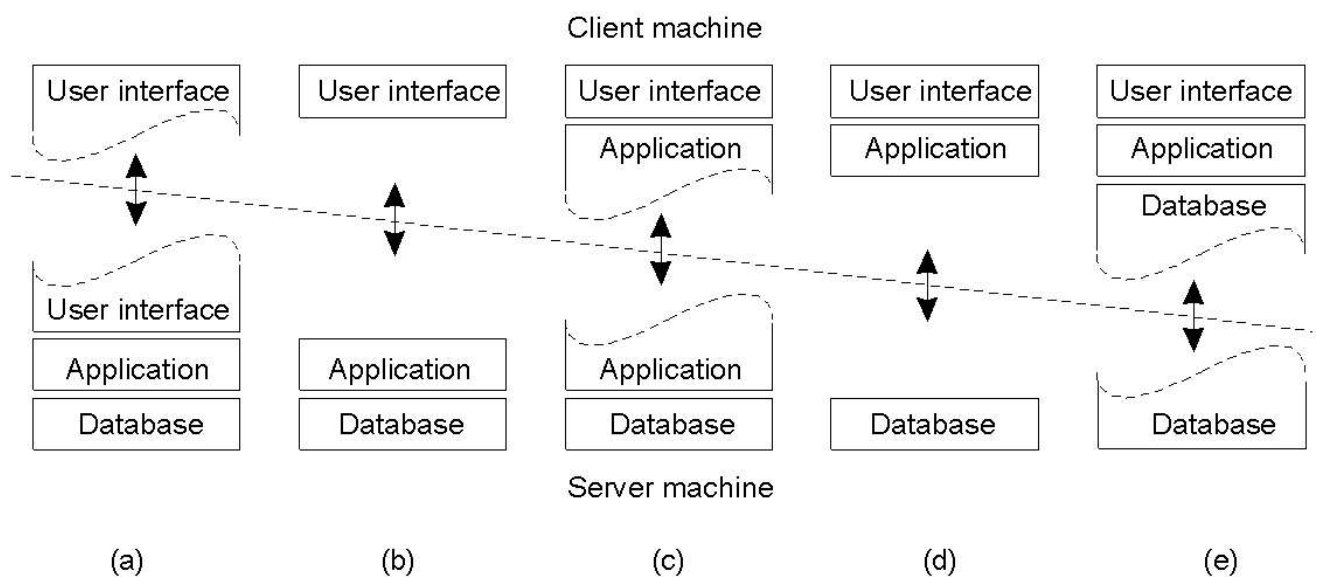 Client machine
User interface User interface User interface User interface User interface
Application Application Application
Database
User interface
Application Application Application
Database Database Database Database Database
Server machine
(a) (b) (c) (d) (e)